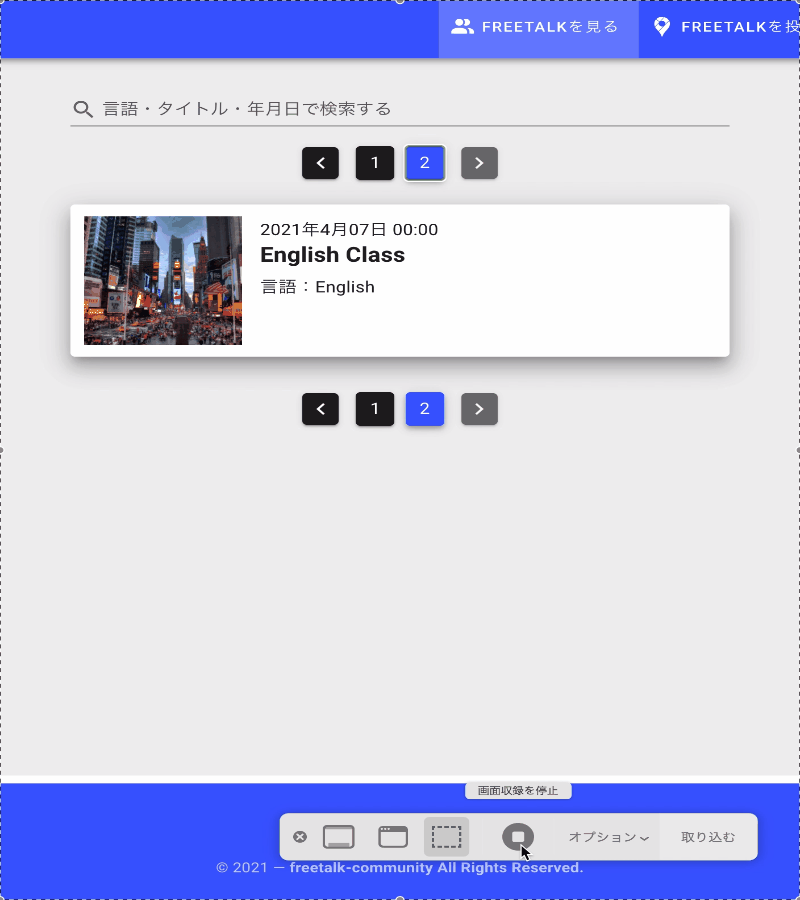 FREETALKを見る FREETALKを投
言語・タイトル・年月日で検索する
1 2
2021年4月07日 00:00
English Class
言語：English
1 2
画面収録を停止
オプション 取り込む
© 2021 — freetalk-community All Rights Reserved.